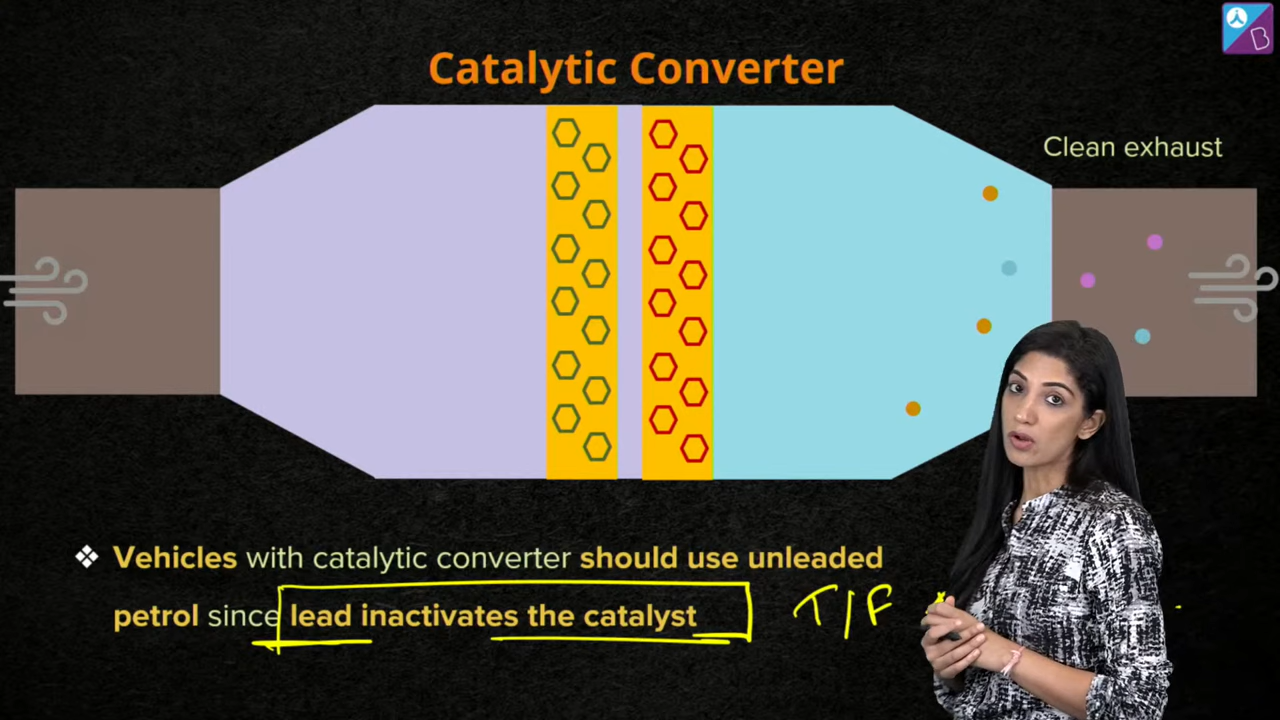 Catalytic Converter
Clean exhaust
❖ Vehicles with catalytic converter should use unleaded
petrol since lead inactivates the catalyst T/F